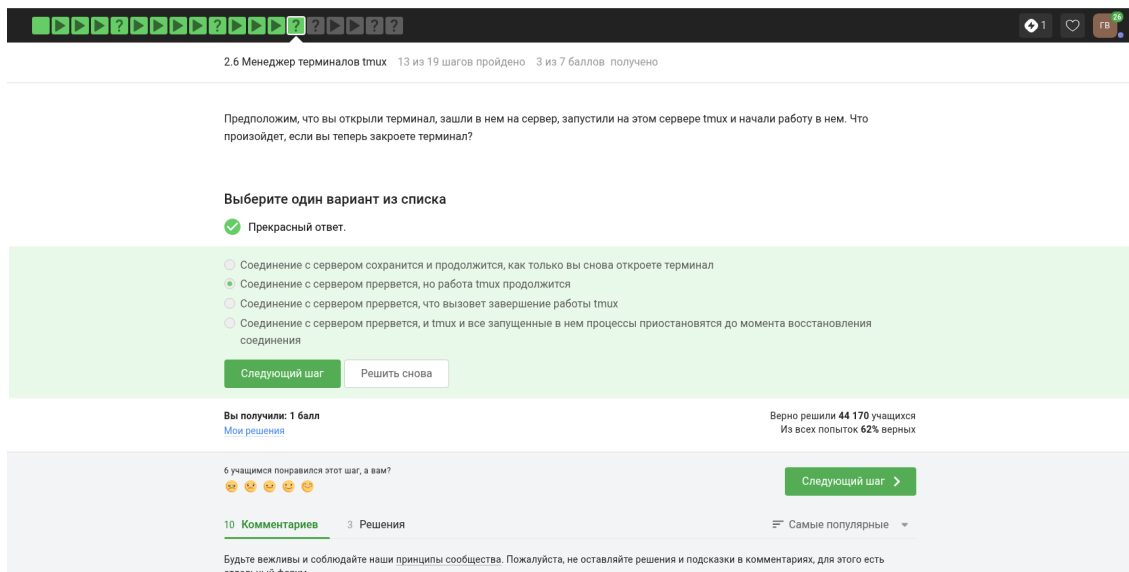 ? ? ? ? ? ?
1
ГВ
26
2.6 Менеджер терминалов tmux 13 из 19 шагов пройдено 3 из 7 баллов получено
Предположим, что вы открыли терминал, зашли в нем на сервер, запустили на этом сервере tmux и начали работу в нем. Что
произойдет, если вы теперь закроете терминал?
Выберите один вариант из списка
Прекрасный ответ.
Соединение с сервером сохранится и продолжится, как только вы снова откроете терминал
Соединение с сервером прервется, но работа tmux продолжится
Соединение с сервером прервется, что вызовет завершение работы tmux
Соединение с сервером прервется, и tmux и все запущенные в нем процессы приостановятся до момента восстановления
соединения
Следующий шаг Решить снова
Вы получили: 1 балл
Мои решения
Верно решили 44 170 учащихся
Из всех попыток 62% верных
6 учащимся понравился этот шаг, а вам?
Следующий шаг
10 Комментариев 3 Решения Самые популярные
Будьте вежливы и соблюдайте наши принципы сообщества. Пожалуйста, не оставляйте решения и подсказки в комментариях, для этого есть